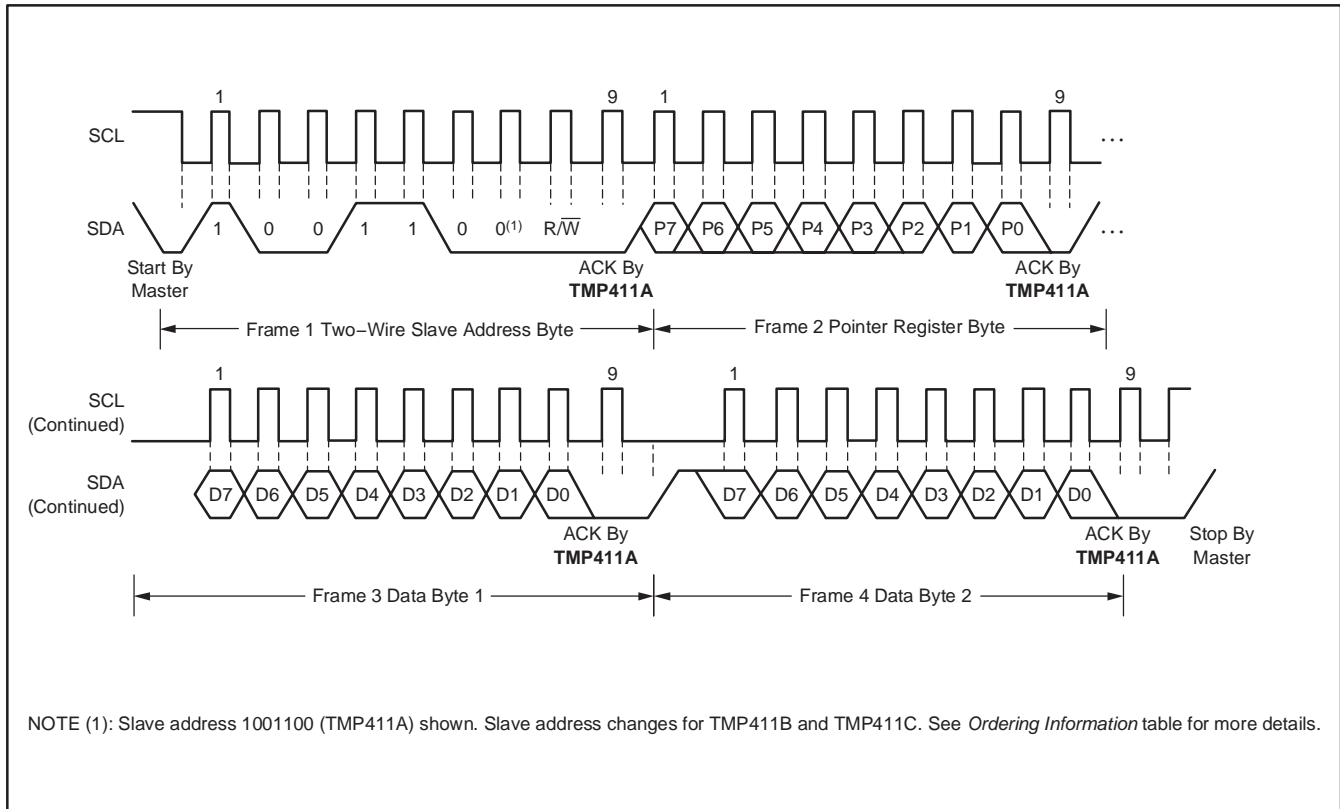 1 9 1 9
SCL ...
SDA 1 0 0 1 1 0 0(1) R/W P7 P6 P5 P4 P3 P2 P1 P0 ...
Start By ACK By ACK By
Master TMP411A TMP411A
Frame 1 Two−Wire Slave Address Byte Frame 2 Pointer Register Byte
1 9 1 9
SCL
(Continued)
SDA D7 D6 D5 D4 D3 D2 D1 D0 D7 D6 D5 D4 D3 D2 D1 D0
(Continued)
ACK By ACK By Stop By
TMP411A TMP411A Master
Frame 3 Data Byte 1 Frame 4 Data Byte 2
NOTE (1): Slave address 1001100 (TMP411A) shown. Slave address changes for TMP411B and TMP411C. See Ordering Information table for more details.